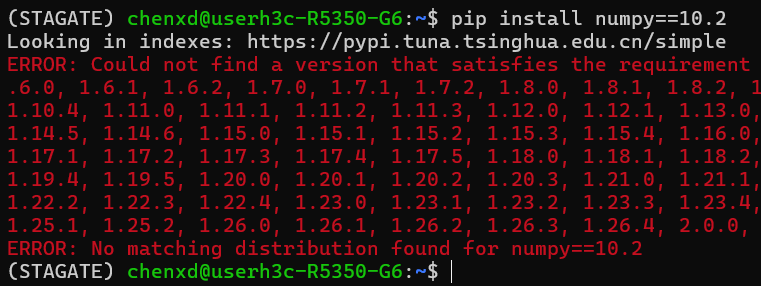 (STAGATE) chenxd@userh3c-R5350-G6:~$ pip install numpy==10.2
Looking in indexes: https://pypi.tuna.tsinghua.edu.cn/simple
ERROR: Could not find a version that satisfies the requirement
.6.0, 1.6.1, 1.6.2, 1.7.0, 1.7.1, 1.7.2, 1.8.0, 1.8.1, 1.8.2, 1
1.10.4, 1.11.0, 1.11.1, 1.11.2, 1.11.3, 1.12.0, 1.12.1, 1.13.0,
1.14.5, 1.14.6, 1.15.0, 1.15.1, 1.15.2, 1.15.3, 1.15.4, 1.16.0,
1.17.1, 1.17.2, 1.17.3, 1.17.4, 1.17.5, 1.18.0, 1.18.1, 1.18.2,
1.19.4, 1.19.5, 1.20.0, 1.20.1, 1.20.2, 1.20.3, 1.21.0, 1.21.1,
1.22.2, 1.22.3, 1.22.4, 1.23.0, 1.23.1, 1.23.2, 1.23.3, 1.23.4,
1.25.1, 1.25.2, 1.26.0, 1.26.1, 1.26.2, 1.26.3, 1.26.4, 2.0.0,
ERROR: No matching distribution found for numpy==10.2
(STAGATE) chenxd@userh3c-R5350-G6:~$